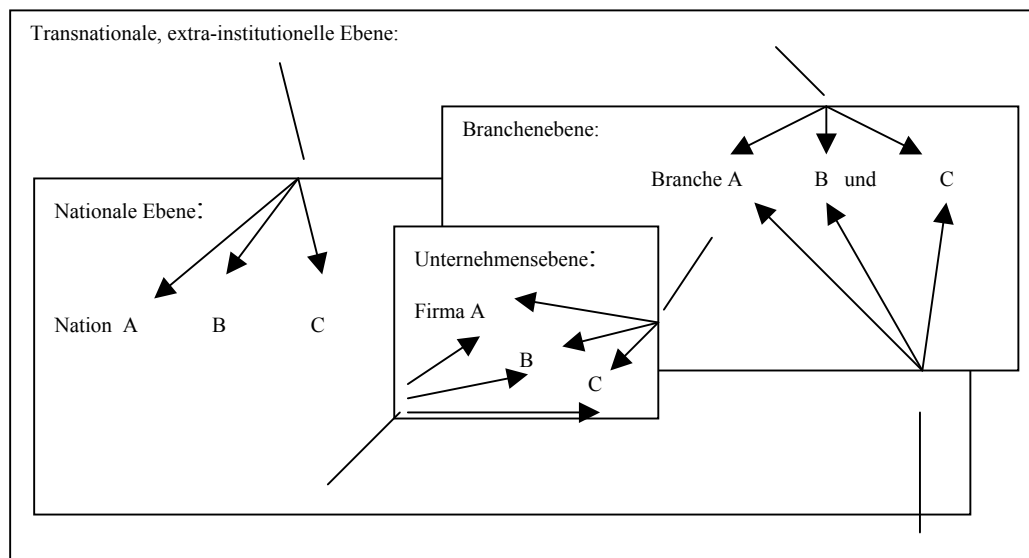 Transnationale, extra-institutionelle Ebene:
Branchenebene:
Branche A B und C
Nationale Ebene:
Nation A B C
Unternehmensebene:
Firma A
B
C